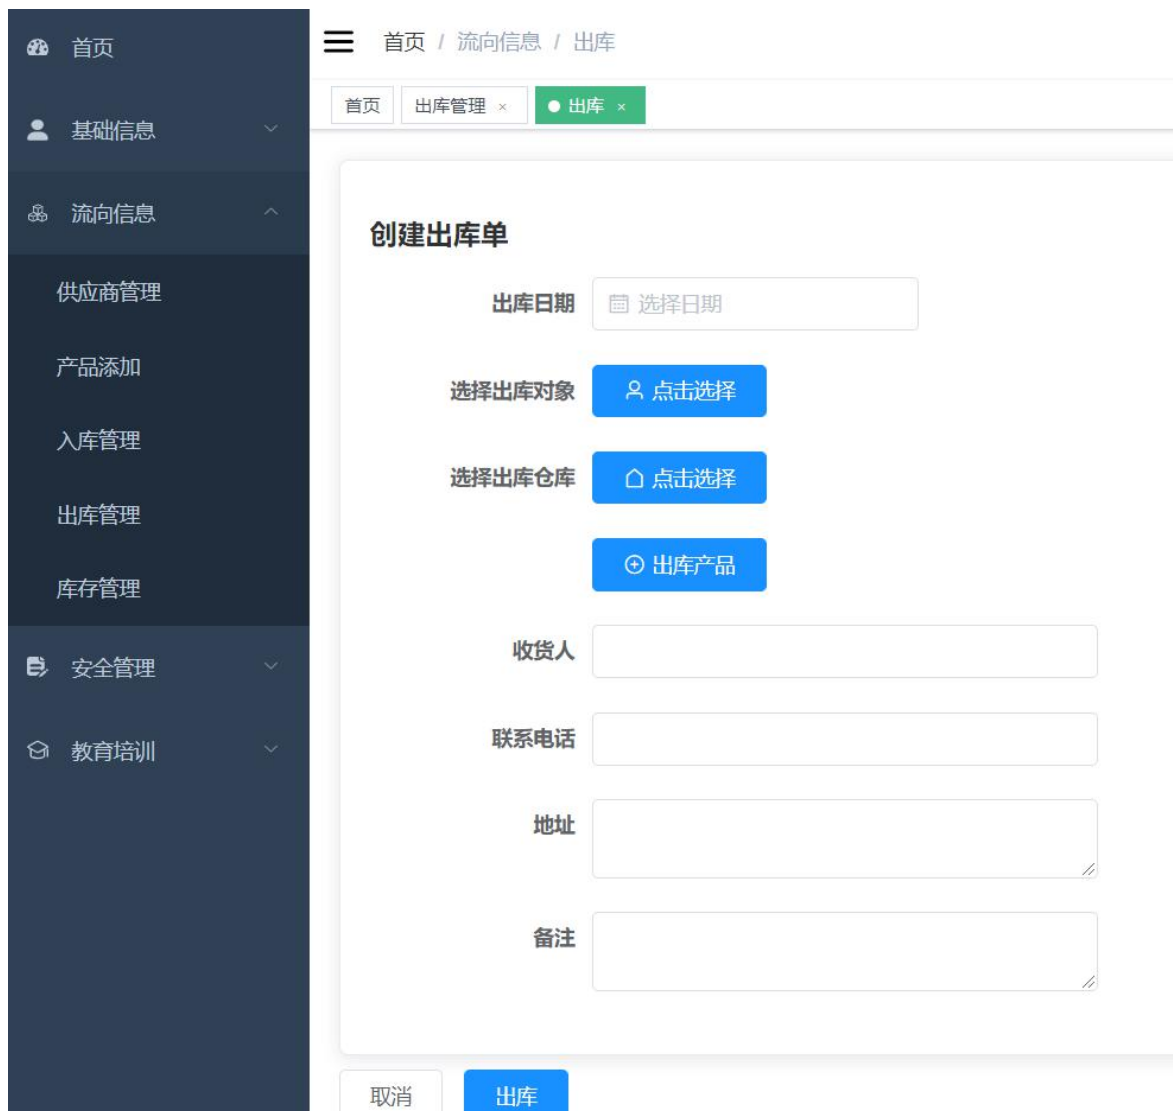 首页
基础信息
流向信息
供应商管理
产品添加
入库管理
出库管理
库存管理
安全管理
教育培训
首页 / 流向信息 / 出库
首页 出库管理 × 出库 ×
创建出库单
出库日期 选择日期
选择出库对象 点击选择
选择出库仓库 点击选择
出库产品
收货人
联系电话
地址
备注
取消 出库